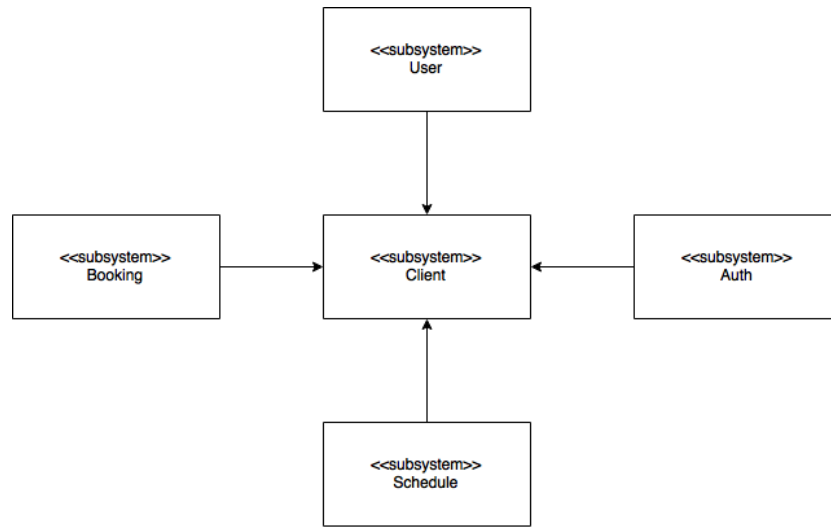 <<subsystem>>
User
<<subsystem>>
Booking
<<subsystem>>
Client
<<subsystem>>
Auth
<<subsystem>>
Schedule